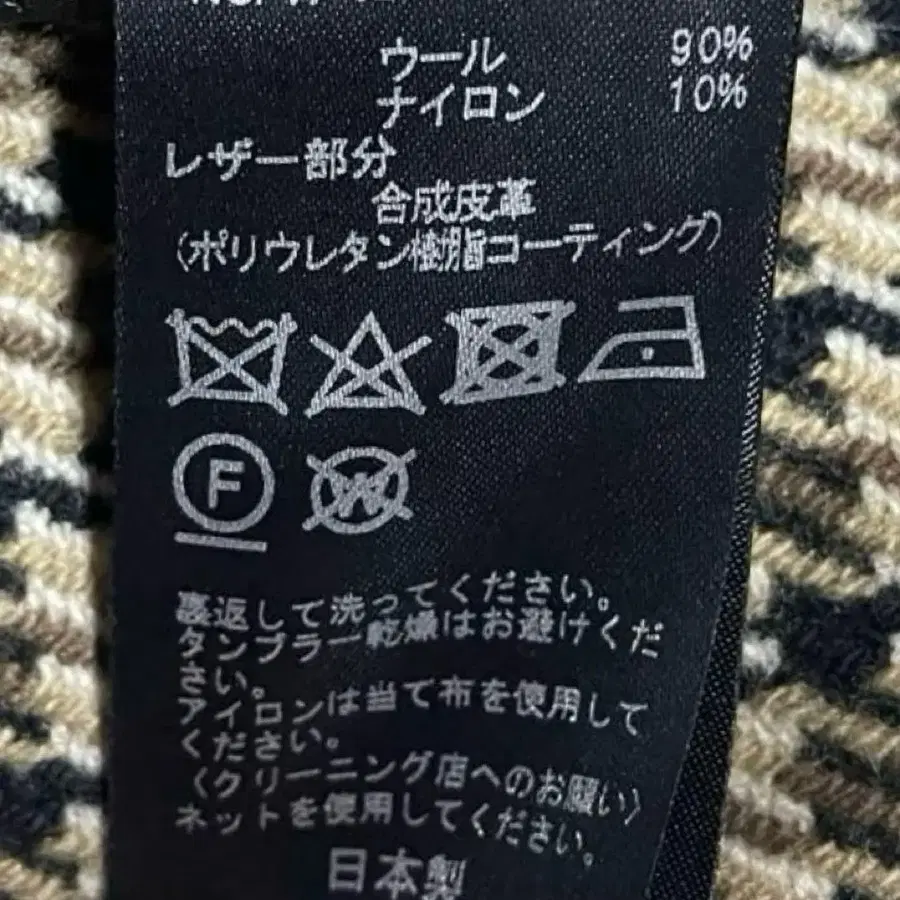 ウール 90%
ナイロン 10%
レザー部分
合成皮革
(ポリウレタン樹脂コーティング)
F
W
裏返して洗ってください。
タンブラー乾燥はお避けくだ
さい。
アイロンは当て布を使用して
ください。
〈クリーニング店へのお願い〉
ネットを使用してください。
日本製